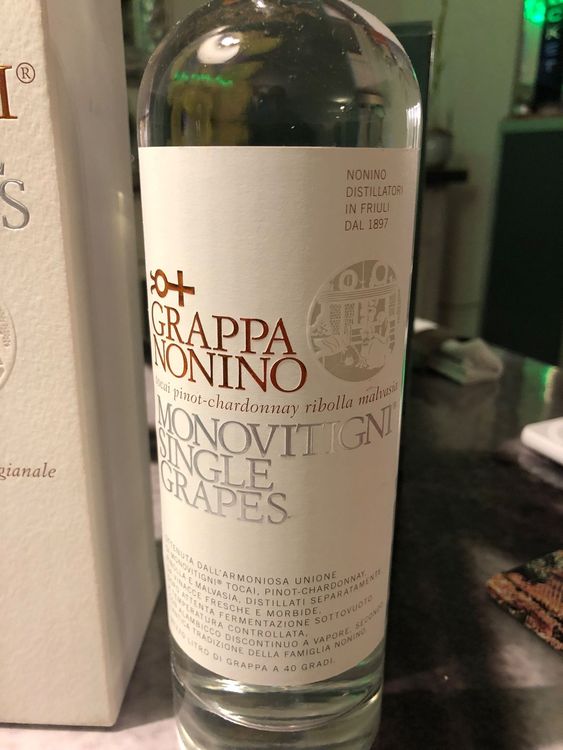 ®
I
S
gianale
NONINO
DISTILLATORI
IN FRIULI
DAL 1897
GRAPPA
NONINO
pinot-chardonnay ribolla malvasia
MONOVITIGNI®
SINGLE
GRAPES
DALL'ARMONIOSA UNIONE
MONOVITIGNI® TOCAI, PINOT-CHARDONNAY,
E MALVASIA, DISTILLATI SEPARATAMENTE
VINACCE FRESCHE E MORBIDE,
FERMENTAZIONE SOTTOVUOTO
CONTROLLATA,
DISCONTINUO A VAPORE, SECONDO
TRADIZIONE DELLA FAMIGLIA NONINO.
LITRO DI GRAPPA A 40 GRADI.